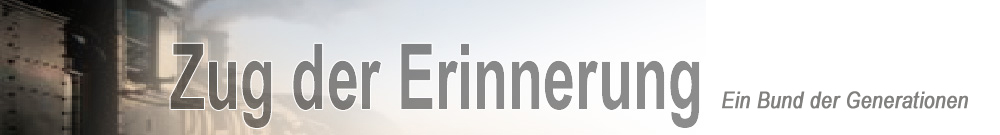 Zug der Erinnerung
Ein Bund der Generationen